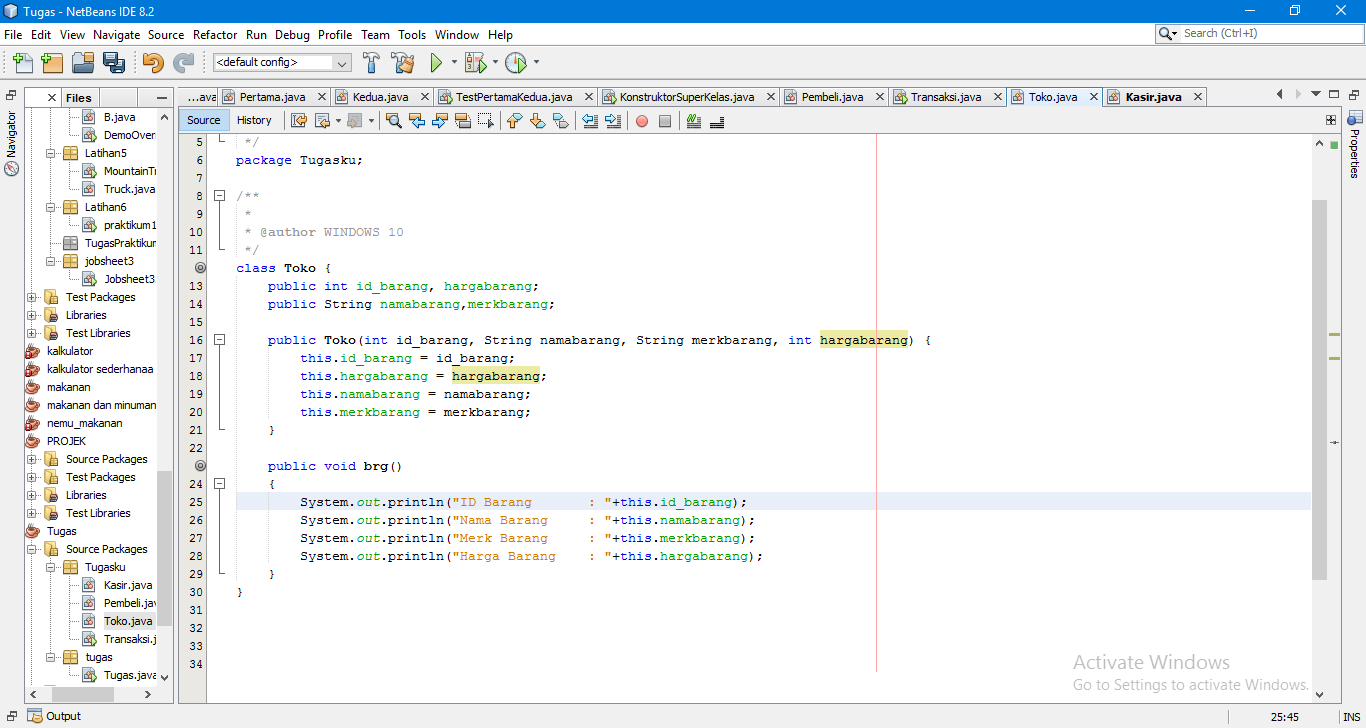 Tugas - NetBeans IDE 8.2
File Edit View Navigate Source Refactor Run Debug Profile Team Tools Window Help
Search (Ctrl+I)
<default config>
Files
...ava Pertama.java Kedua.java TestPertamaKedua.java KonstruktorSuperKelas.java Pembeli.java Transaksi.java Toko.java Kasir.java
Source History
Navigator
Properties
B.java
DemoOver
Latihan5
MountainTr
Truck.java
Latihan6
praktikum1
TugasPraktikum
jobsheet3
Jobsheet3
Test Packages
Libraries
Test Libraries
kalkulator
kalkulator sederhanaa
makanan
makanan dan minuman
nemu_makanan
PROJEK
Source Packages
Test Packages
Libraries
Test Libraries
Tugas
Source Packages
Tugasku
Kasir.java
Pembeli.jav
Toko.java
Transaksi.j
tugas
Tugas.java
5 */
6 package Tugasku;
7
8 /**
9 *
10 * @author WINDOWS 10
11 */
class Toko {
13 public int id_barang, hargabarang;
14 public String namabarang,merkbarang;
15
16 public Toko(int id_barang, String namabarang, String merkbarang, int hargabarang) {
17 this.id_barang = id_barang;
18 this.hargabarang = hargabarang;
19 this.namabarang = namabarang;
20 this.merkbarang = merkbarang;
21 }
22
public void brg()
24 {
25 System.out.println("ID Barang       : "+this.id_barang);
26 System.out.println("Nama Barang     : "+this.namabarang);
27 System.out.println("Merk Barang     : "+this.merkbarang);
28 System.out.println("Harga Barang    : "+this.hargabarang);
29 }
30 }
31
32
33
34
Activate Windows
Go to Settings to activate Windows.
Output
25:45 INS